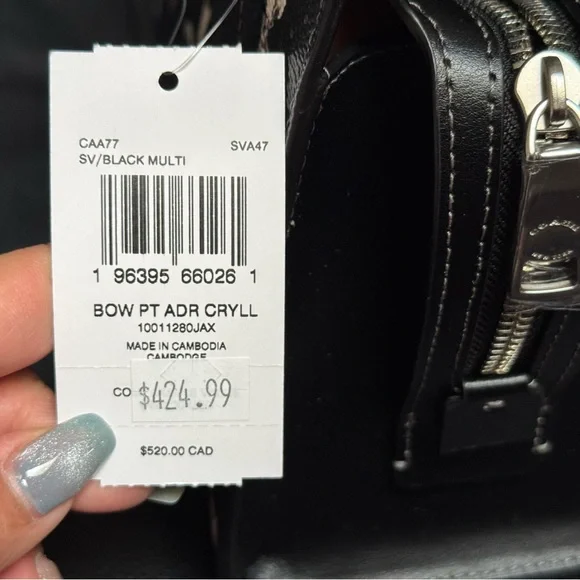 CAA77 SVA47
SV/BLACK MULTI
1 96395 66026 1
BOW PT ADR CRYLL
10011280JAX
MADE IN CAMBODIA
CAMBODGE
CO $424.99
$520.00 CAD